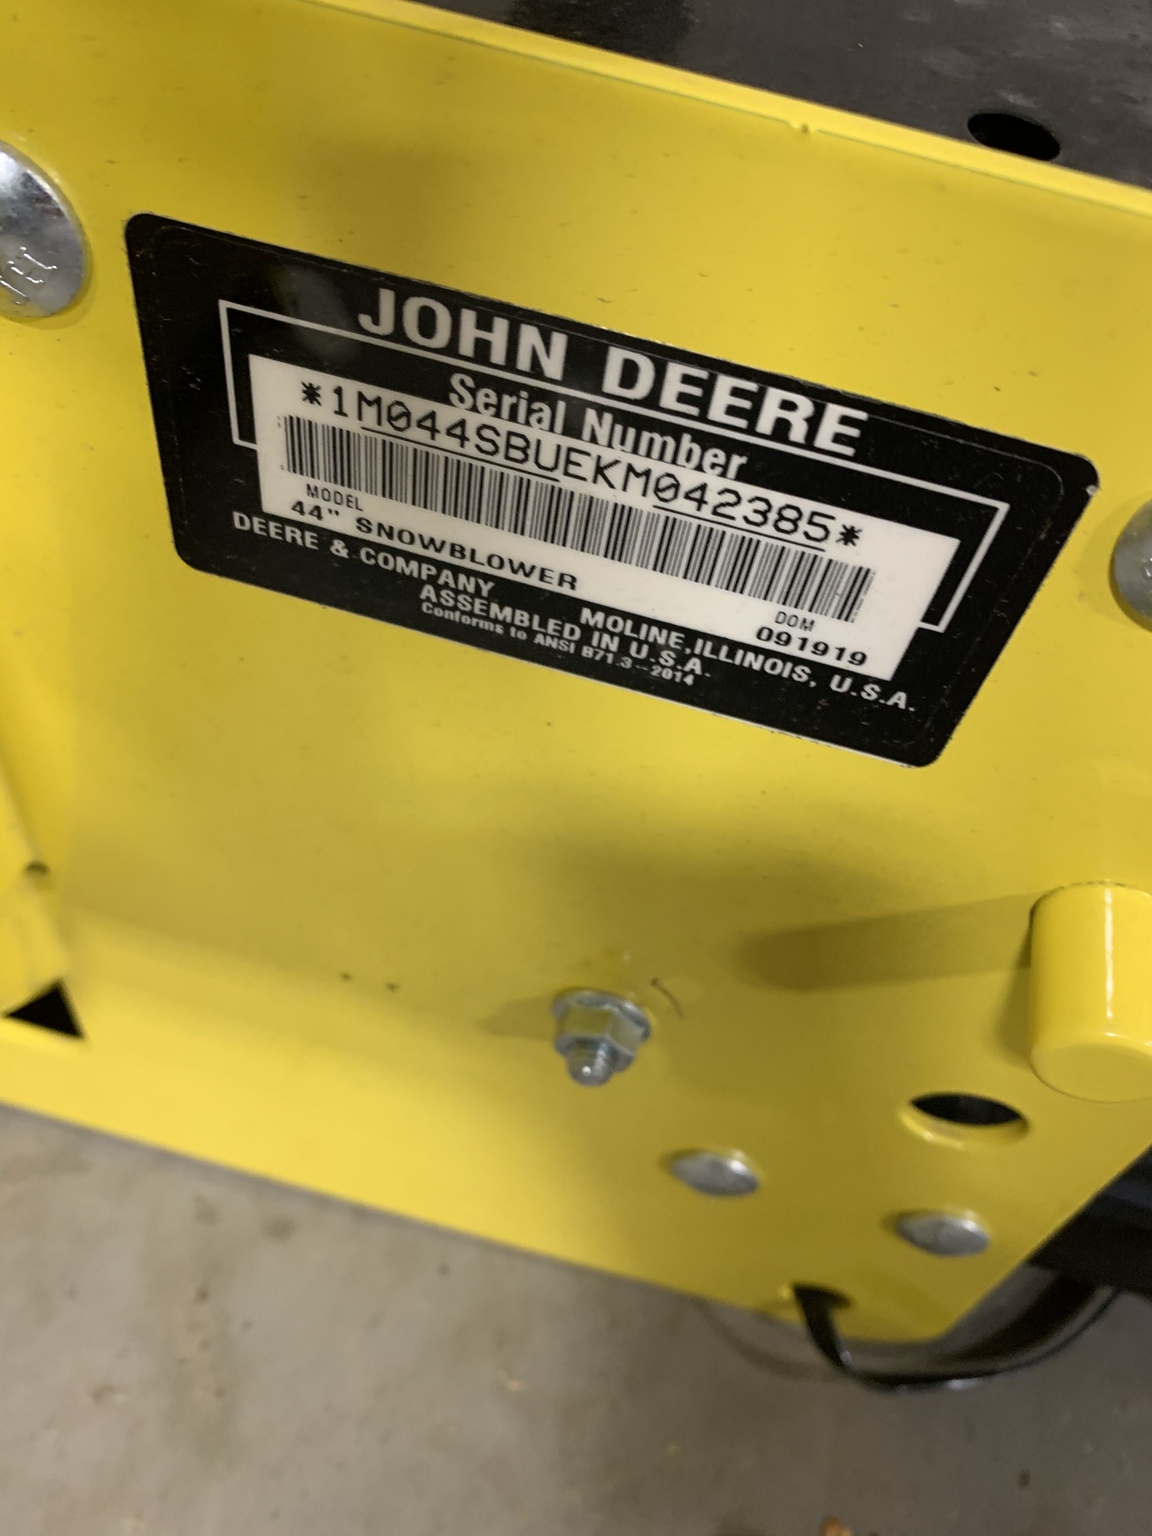 JOHN DEERE
Serial Number
*1M044SBUEKM042385*
MODEL
44" SNOWBLOWER
DOM
091919
DEERE & COMPANY MOLINE, ILLINOIS, U.S.A.
ASSEMBLED IN U.S.A.
Conforms to ANSI B71.3-2014